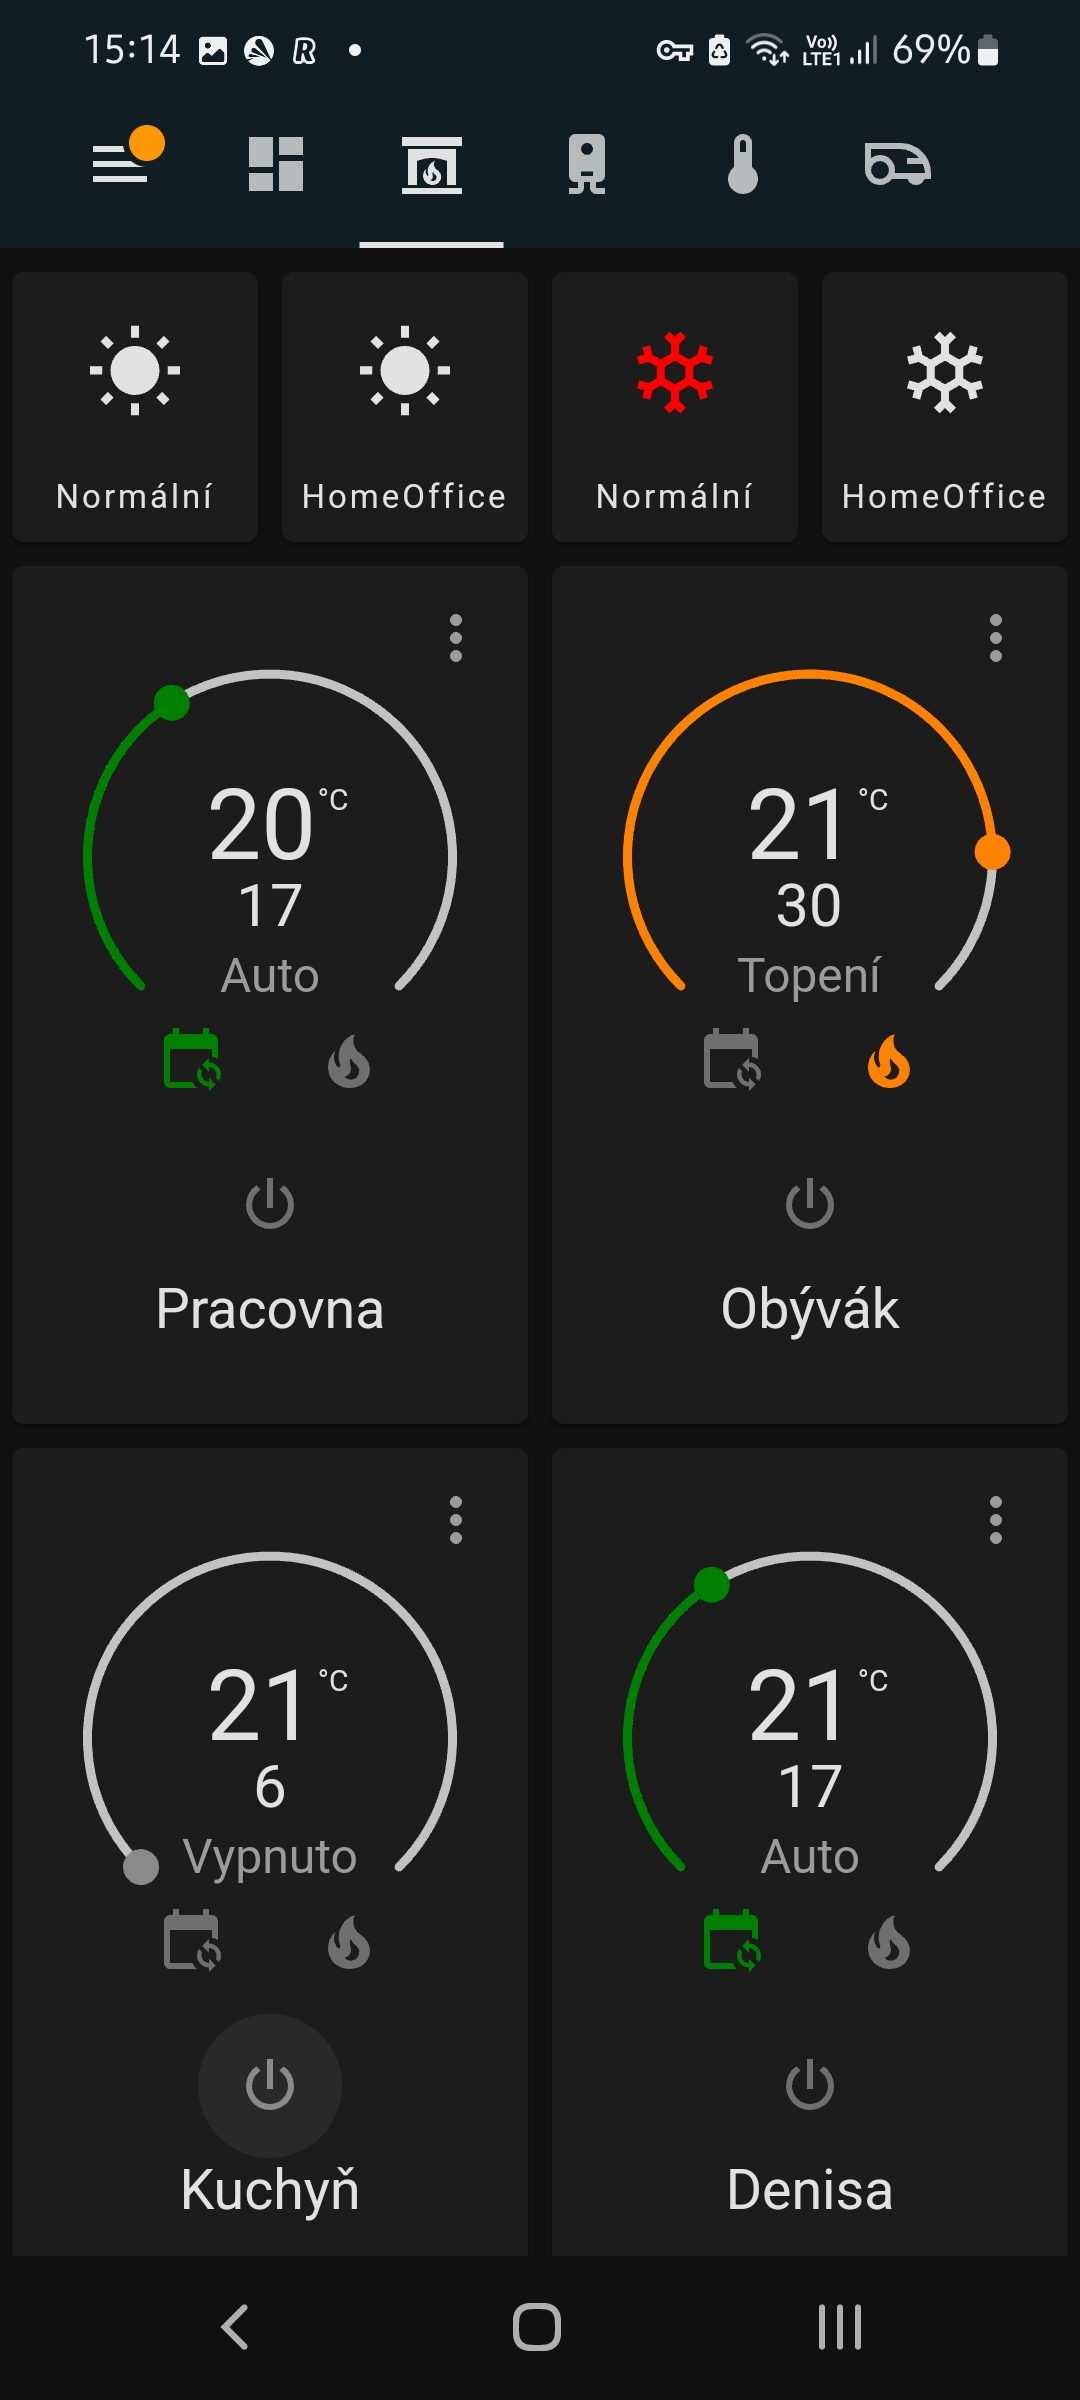 15:14 R Vo)) LTE1 69%
Normální HomeOffice Normální HomeOffice
20 °C
17
Auto
Pracovna
21 °C
30
Topení
Obývák
21 °C
6
Vypnuto
Kuchyň
21 °C
17
Auto
Denisa